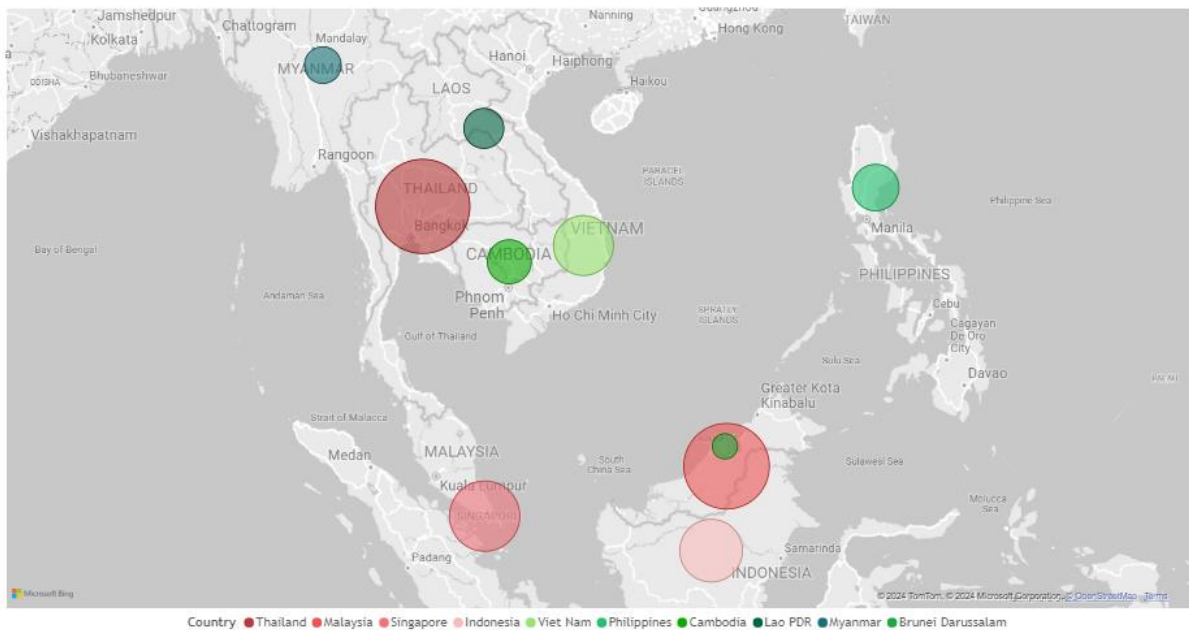 Jamshedpur
Chattogram
Nanning
Guangzhou
TAIWAN
Kolkata
Mandalay
Hong Kong
Hanoi
Haiphong
MYANMAR
ODISHA
Bhubaneshwar
LAOS
Haikou
Vishakhapatnam
Rangoon
PARACEL
ISLANDS
THAILAND
Philippine Sea
Bangkok
VIETNAM
Manila
Bay of Bengal
CAMBODIA
PHILIPPINES
Andaman Sea
Phnom
Penh
Ho Chi Minh City
SPRATLY
ISLANDS
Cebu
Gulf of Thailand
Cagayan
De Oro
City
Sulu Sea
Davao
PALAU
Greater Kota
Kinabalu
Strait of Malacca
MALAYSIA
Medan
South
China Sea
Sulawesi Sea
Kuala Lumpur
Molucca
Sea
SINGAPORE
Padang
Samarinda
INDONESIA
Microsoft Bing
© 2024 TomTom, © 2024 Microsoft Corporation, © OpenStreetMap Terms
Country Thailand Malaysia Singapore Indonesia Viet Nam Philippines Cambodia Lao PDR Myanmar Brunei Darussalam